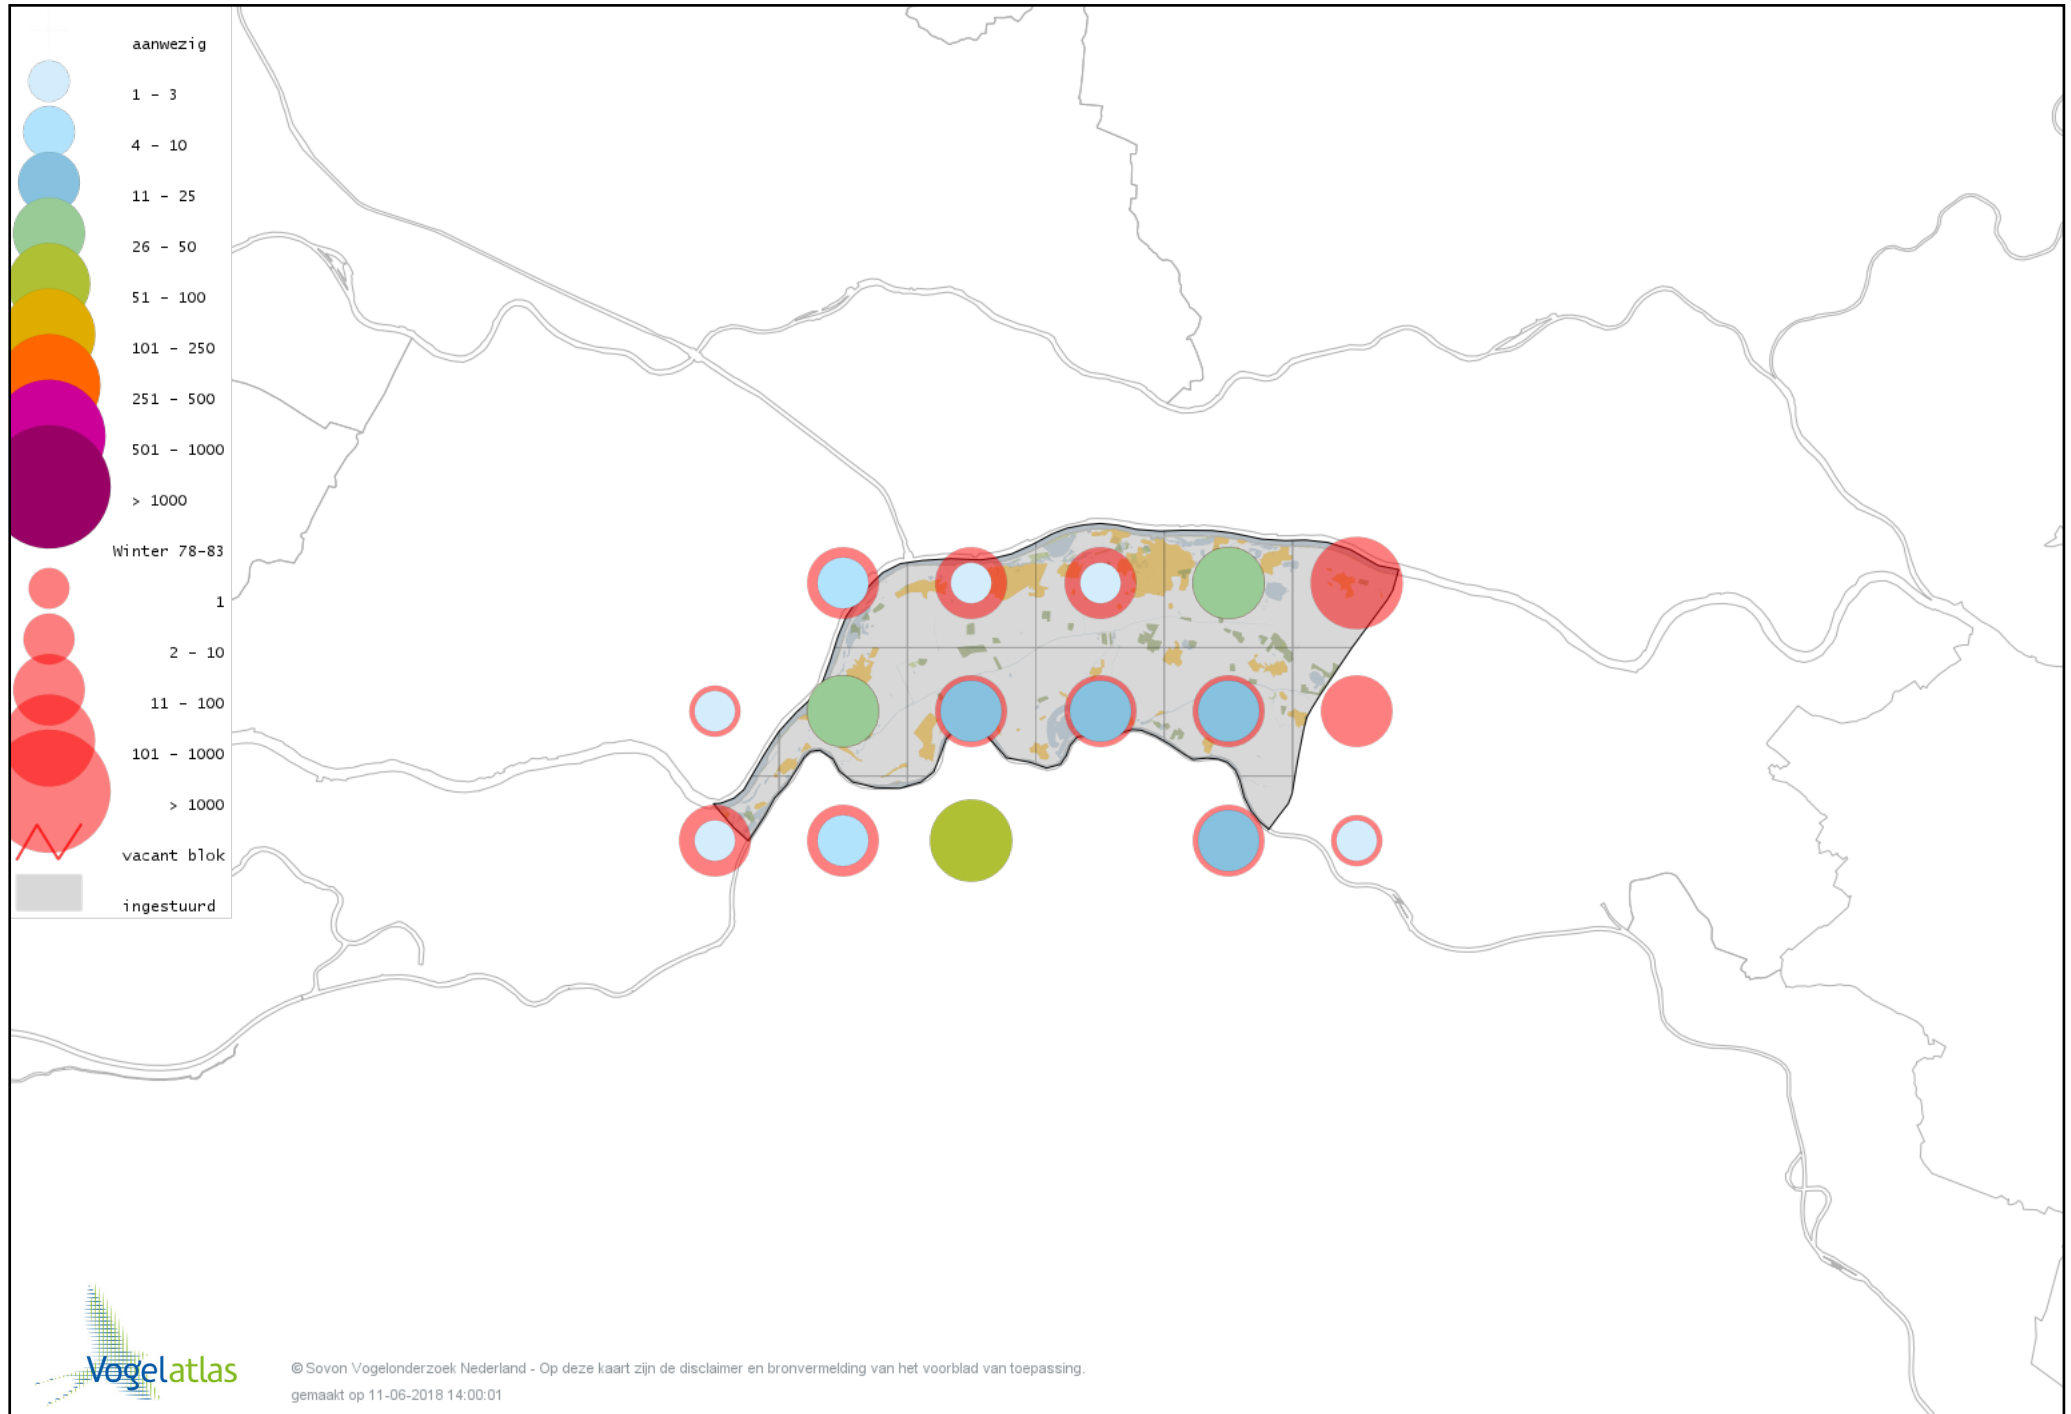 aanwezig
1 - 3
4 - 10
11 - 25
26 - 50
51 - 100
101 - 250
251 - 500
501 - 1000
> 1000
Winter 78-83
1
2 - 10
11 - 100
101 - 1000
> 1000
vacant blok
ingestuurd
Vogelatlas
© Sovon Vogelonderzoek Nederland - Op deze kaart zijn de disclaimer en bronvermelding van het voorblad van toepassing.
gemaakt op 11-06-2018 14:00:01